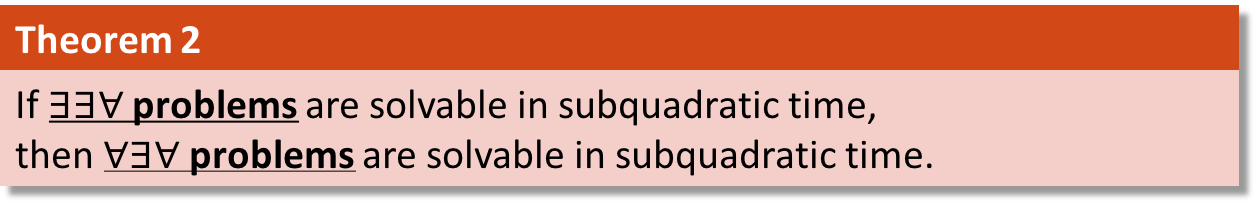 Theorem 2
If ∃∃∀ problems are solvable in subquadratic time,
then ∀∃∀ problems are solvable in subquadratic time.